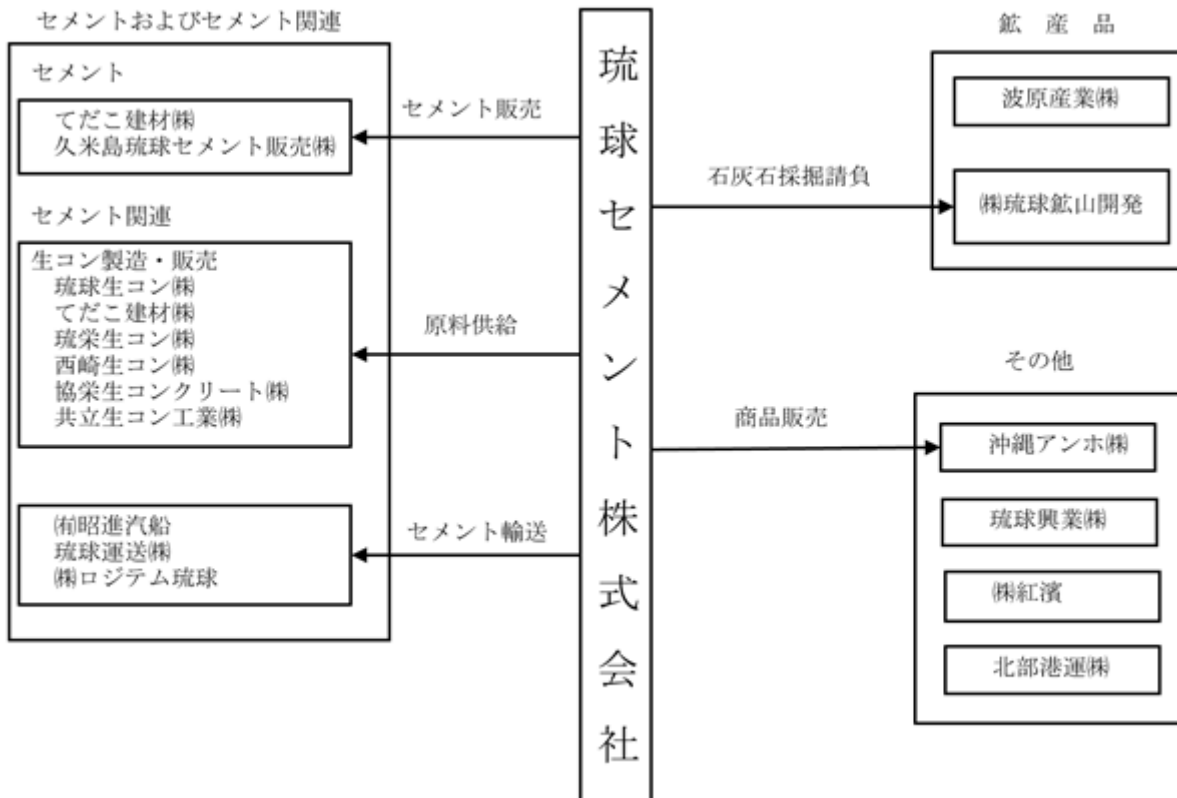 セメントおよびセメント関連
セメント
てだこ建材㈱
久米島琉球セメント販売㈱
セメント関連
生コン製造・販売
琉球生コン㈱
てだこ建材㈱
琉栄生コン㈱
西崎生コン㈱
協栄生コンクリート㈱
共立生コン工業㈱
㈲昭進汽船
琉球運送㈱
㈱ロジテム琉球
セメント販売
原料供給
セメント輸送
琉球セメント株式会社
石灰石採掘請負
商品販売
鉱産品
波原産業㈱
㈱琉球鉱山開発
その他
沖縄アンホ㈱
琉球興業㈱
㈱紅濱
北部港運㈱